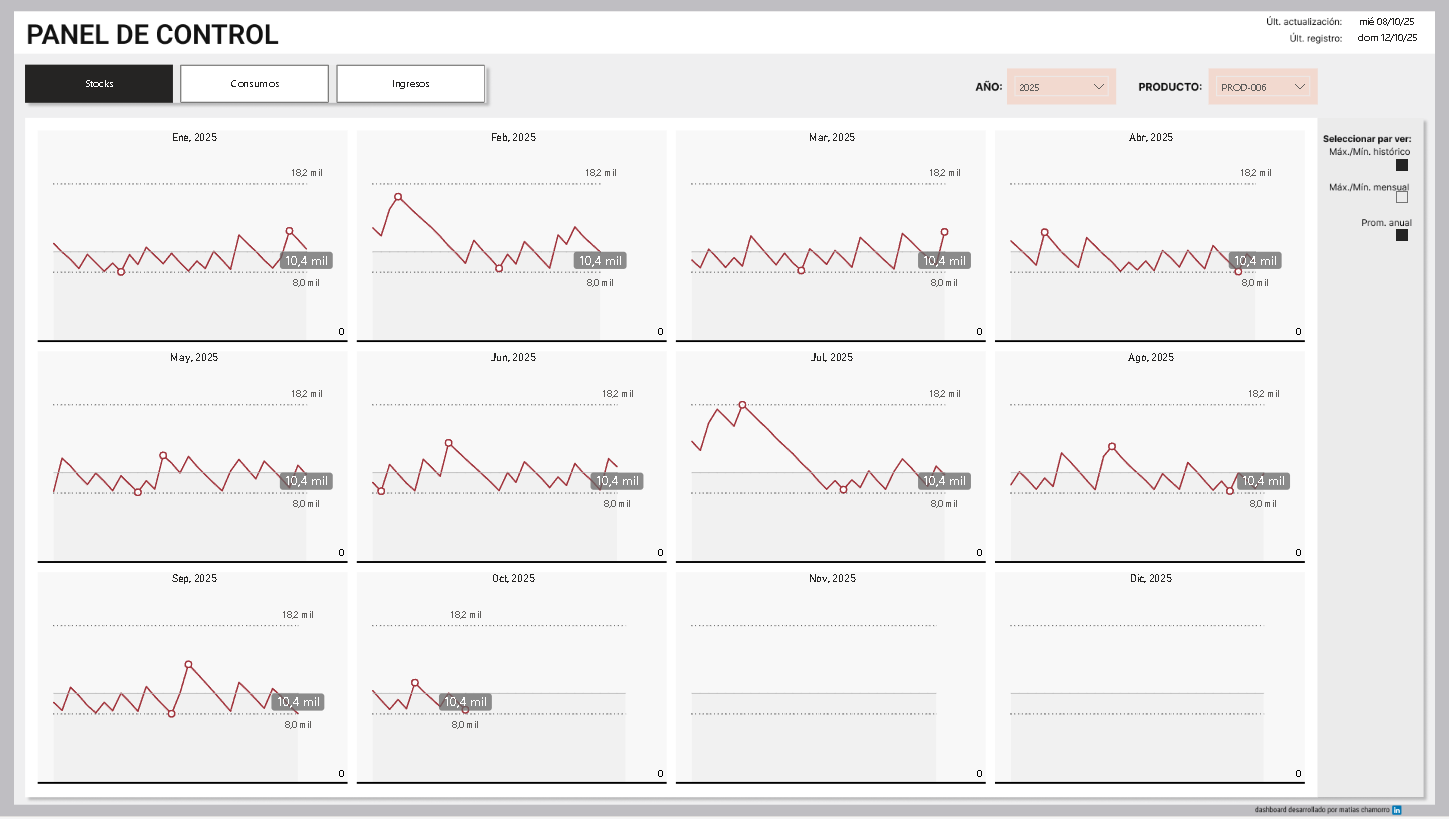 PANEL DE CONTROL
Últ. actualización: mié 08/10/25
Últ. registro: dom 12/10/25
Stocks
Consumos
Ingresos
AÑO: 2025
PRODUCTO: PROD-006
Seleccionar par ver:
Máx./Mín. histórico
Máx./Mín. mensual
Prom. anual
Ene, 2025
18,2 mil
10,4 mil
8,0 mil
0
Feb, 2025
18,2 mil
10,4 mil
8,0 mil
0
Mar, 2025
18,2 mil
10,4 mil
8,0 mil
0
Abr, 2025
18,2 mil
10,4 mil
8,0 mil
0
May, 2025
18,2 mil
10,4 mil
8,0 mil
0
Jun, 2025
18,2 mil
10,4 mil
8,0 mil
0
Jul, 2025
18,2 mil
10,4 mil
8,0 mil
0
Ago, 2025
18,2 mil
10,4 mil
8,0 mil
0
Sep, 2025
18,2 mil
10,4 mil
8,0 mil
0
Oct, 2025
18,2 mil
10,4 mil
8,0 mil
0
Nov, 2025
0
Dic, 2025
0
dashboard desarrollado por matias chamorro in